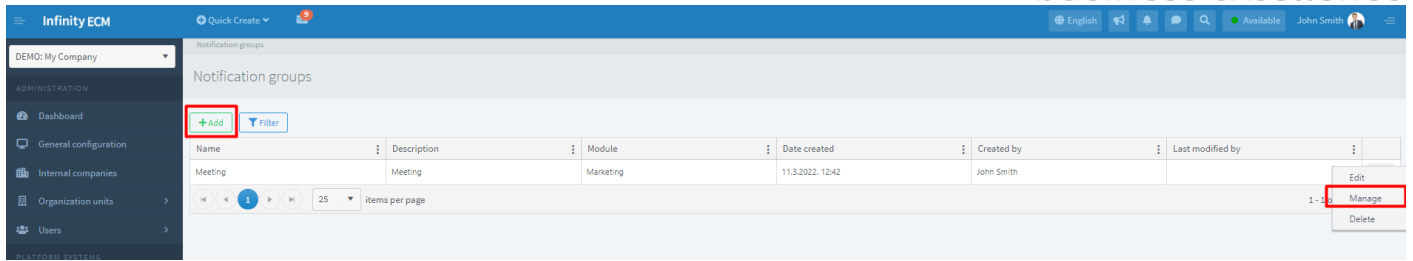 Infinity ECM
Quick Create
9
English
Available
John Smith
DEMO: My Company
Notification groups
Notification groups
ADMINISTRATION
Dashboard
General configuration
Internal companies
Organization units
Users
PLATFORM SYSTEMS
+Add
Filter
Name Description Module Date created Created by Last modified by
Meeting Meeting Marketing 11.3.2022. 12:42 John Smith
1 25 items per page 1 - 1
Edit
Manage
Delete